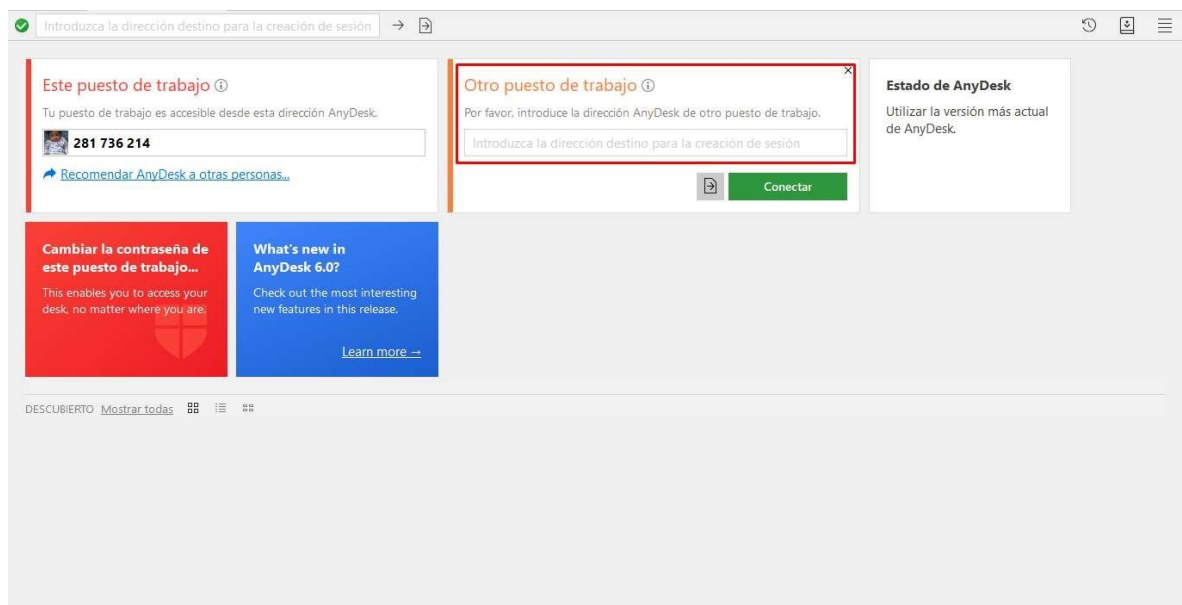 Introduzca la dirección destino para la creación de sesión
Este puesto de trabajo
Tu puesto de trabajo es accesible desde esta dirección AnyDesk.
281 736 214
Recomendar AnyDesk a otras personas...
Otro puesto de trabajo
Por favor, introduce la dirección AnyDesk de otro puesto de trabajo.
Introduzca la dirección destino para la creación de sesión
Conectar
Estado de AnyDesk
Utilizar la versión más actual
de AnyDesk.
Cambiar la contraseña de
este puesto de trabajo...
This enables you to access your
desk, no matter where you are.
What's new in
AnyDesk 6.0?
Check out the most interesting
new features in this release.
Learn more →
DESCUBIERTO Mostrar todas